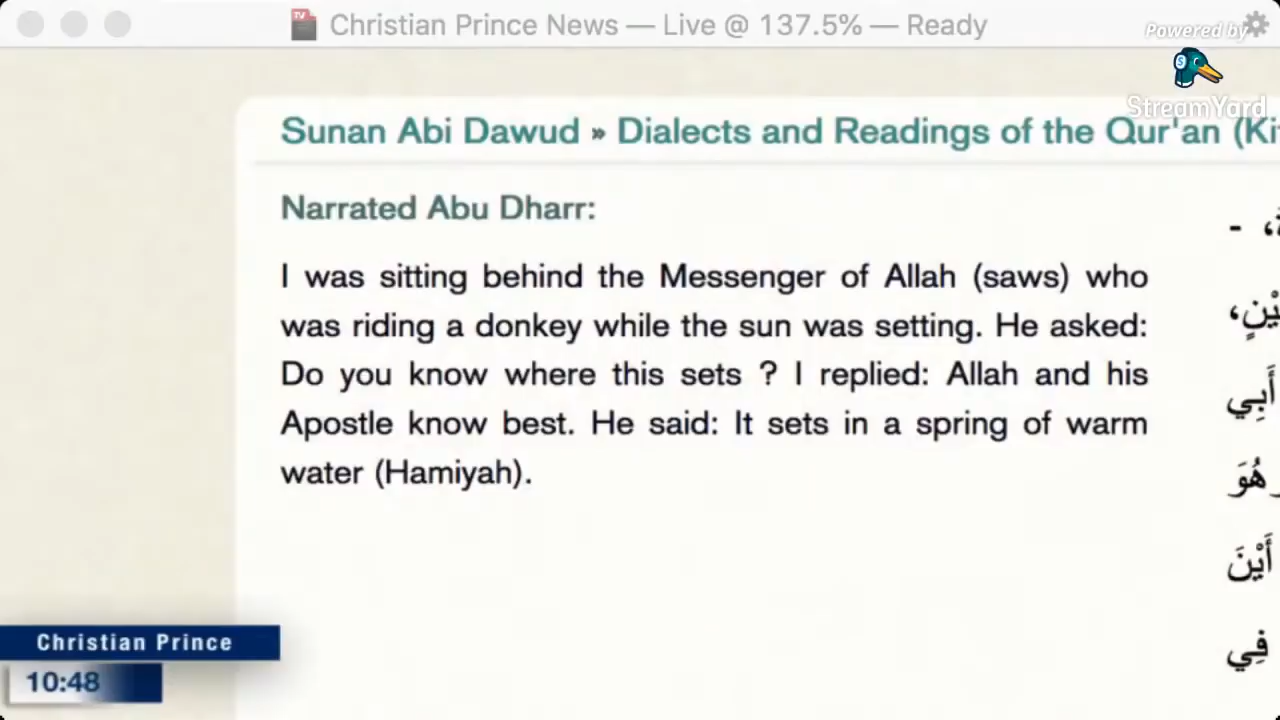 Christian Prince News — Live @ 137.5% — Ready
Powered by
StreamYard
Sunan Abi Dawud » Dialects and Readings of the Qur'an
Narrated Abu Dharr:
I was sitting behind the Messenger of Allah (saws) who
was riding a donkey while the sun was setting. He asked:
Do you know where this sets ? I replied: Allah and his
Apostle know best. He said: It sets in a spring of warm
water (Hamiyah).
أَبِي
أَيْنَ
فِي
Christian Prince
10:48